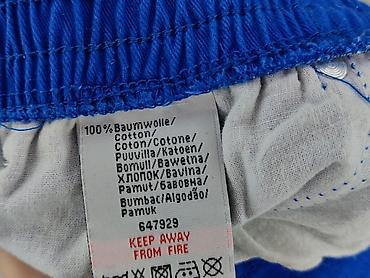 100% Baumwolle/
Cotton/
Coton/Cotone/
Puuvilla/Katoen/
Bomull/Bawełna/
ХЛОПОК/Bavlna/
Pamut/бавовна/
Bumbac/Algodão/
Pamuk
647929
KEEP AWAY
FROM FIRE